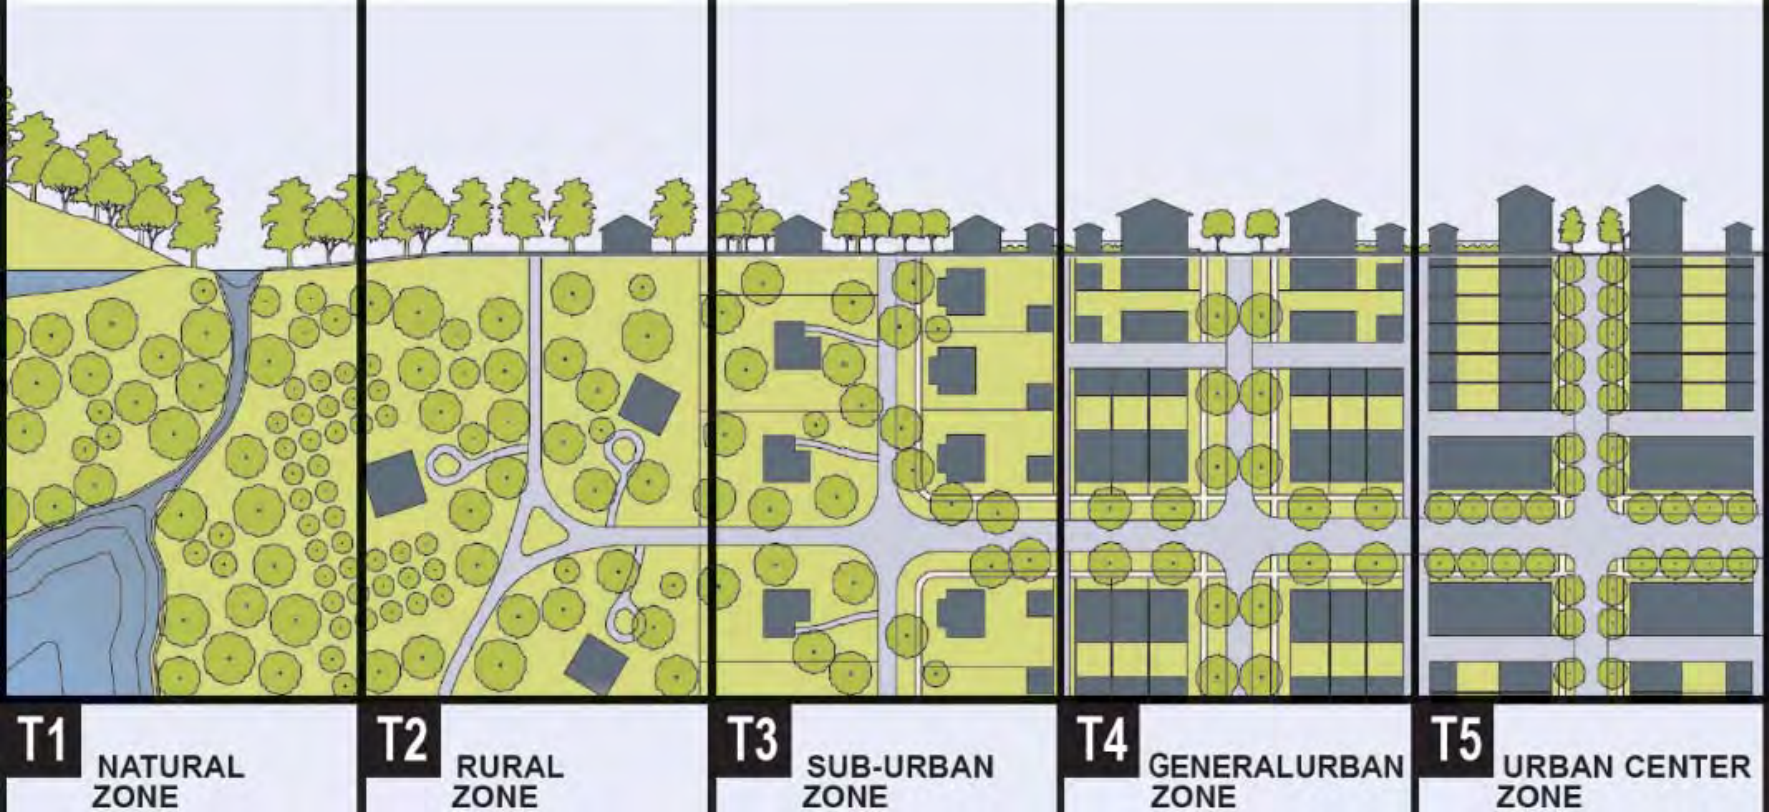 T1 NATURAL
ZONE
T2 RURAL
ZONE
T3 SUB-URBAN
ZONE
T4 GENERALURBAN
ZONE
T5 URBAN CENTER
ZONE